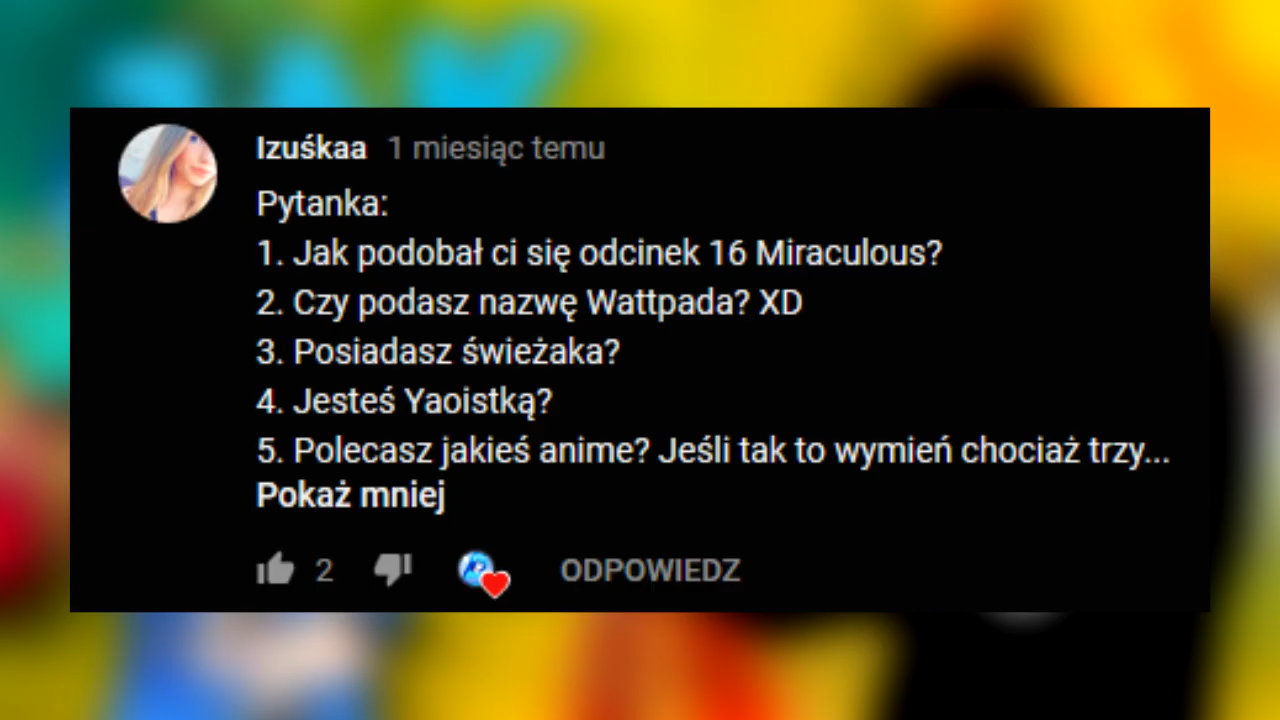 Izuśkaa 1 miesiąc temu
Pytanka:
1. Jak podobał ci się odcinek 16 Miraculous?
2. Czy podasz nazwę Wattpada? XD
3. Posiadasz świeżaka?
4. Jesteś Yaoistką?
5. Polecasz jakieś anime? Jeśli tak to wymień chociaż trzy...
Pokaż mniej
2 ODPOWIEDZ